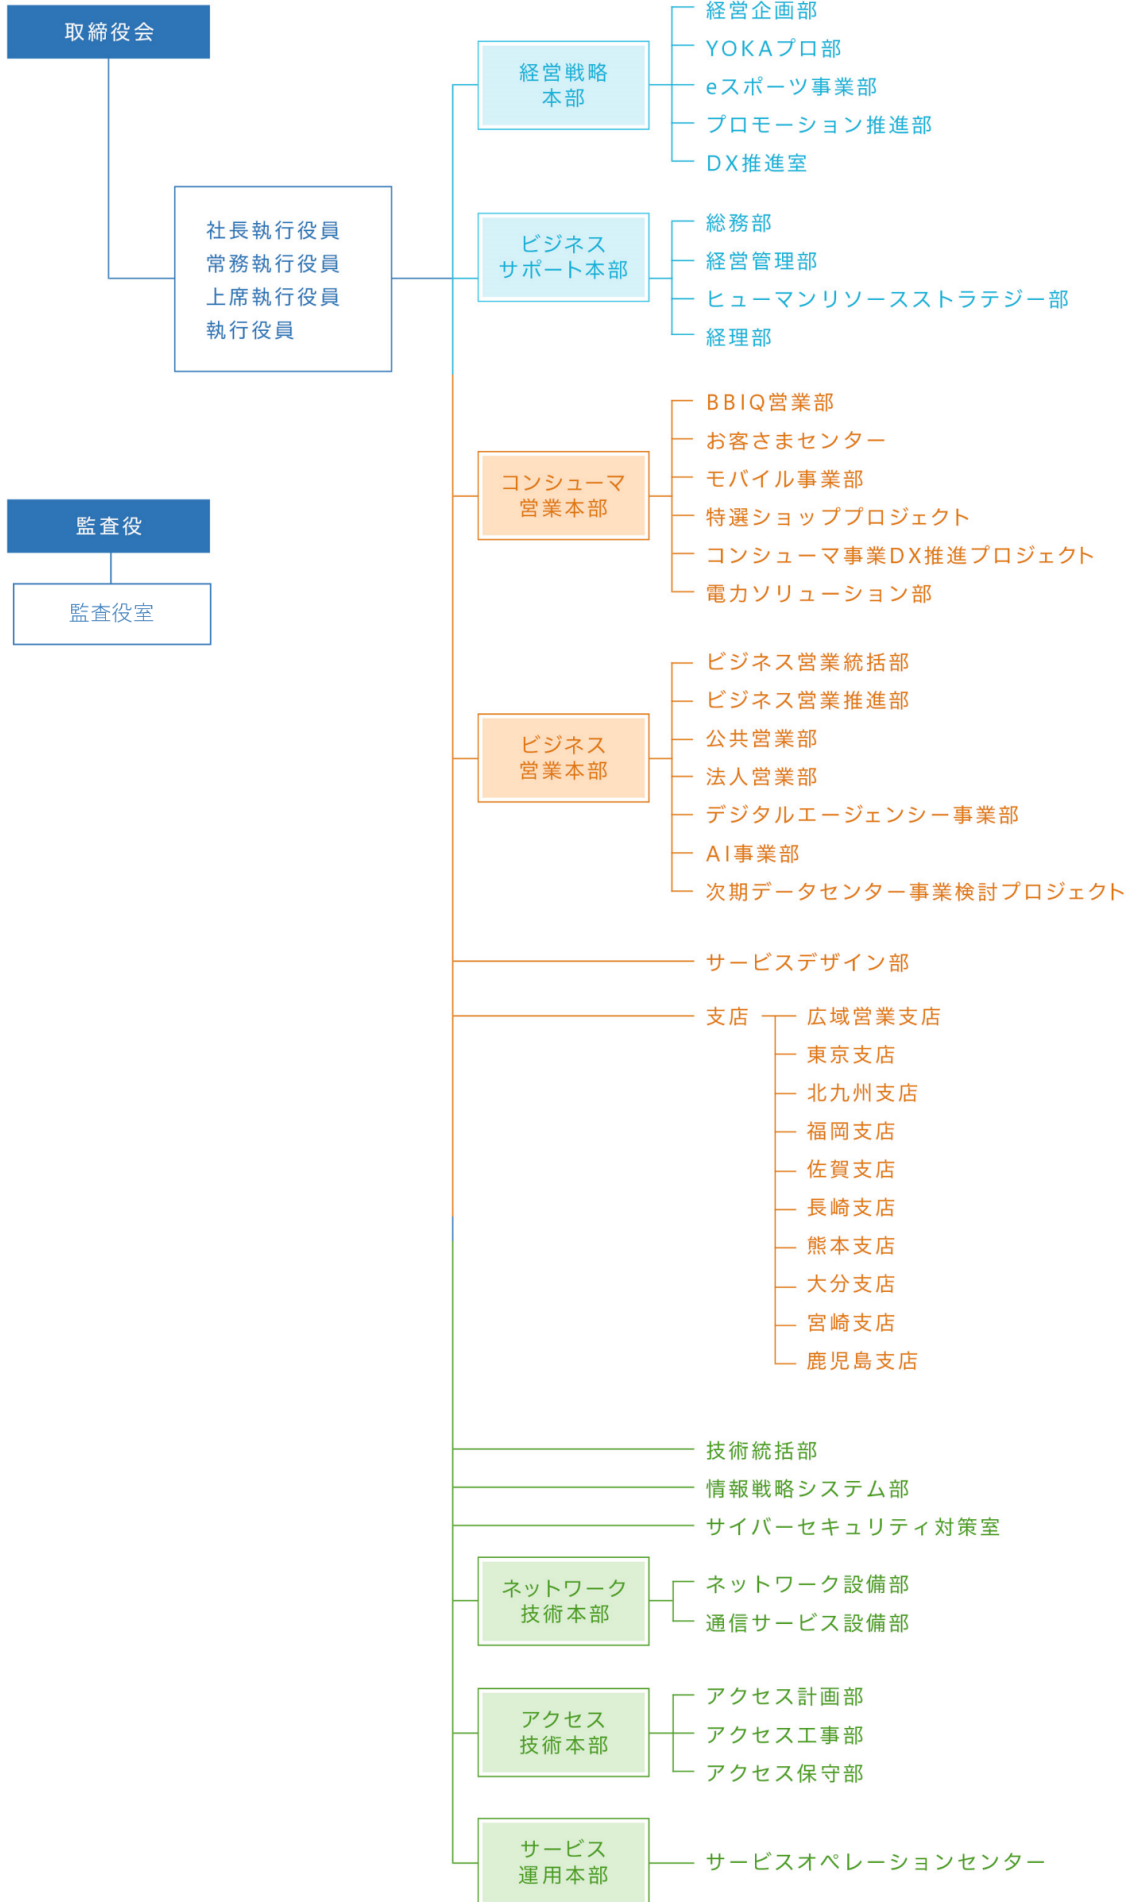 取締役会
社長執行役員
常務執行役員
上席執行役員
執行役員
監査役
監査役室
経営戦略
本部
経営企画部
YOKAプロ部
eスポーツ事業部
プロモーション推進部
DX推進室
ビジネス
サポート本部
総務部
経営管理部
ヒューマンリソースストラテジー部
経理部
コンシューマ
営業本部
BBIQ営業部
お客さまセンター
モバイル事業部
特選ショッププロジェクト
コンシューマ事業DX推進プロジェクト
電力ソリューション部
ビジネス
営業本部
ビジネス営業統括部
ビジネス営業推進部
公共営業部
法人営業部
デジタルエージェンシー事業部
AI事業部
次期データセンター事業検討プロジェクト
サービスデザイン部
支店
広域営業支店
東京支店
北九州支店
福岡支店
佐賀支店
長崎支店
熊本支店
大分支店
宮崎支店
鹿児島支店
技術統括部
情報戦略システム部
サイバーセキュリティ対策室
ネットワーク
技術本部
ネットワーク設備部
通信サービス設備部
アクセス
技術本部
アクセス計画部
アクセス工事部
アクセス保守部
サービス
運用本部
サービスオペレーションセンター